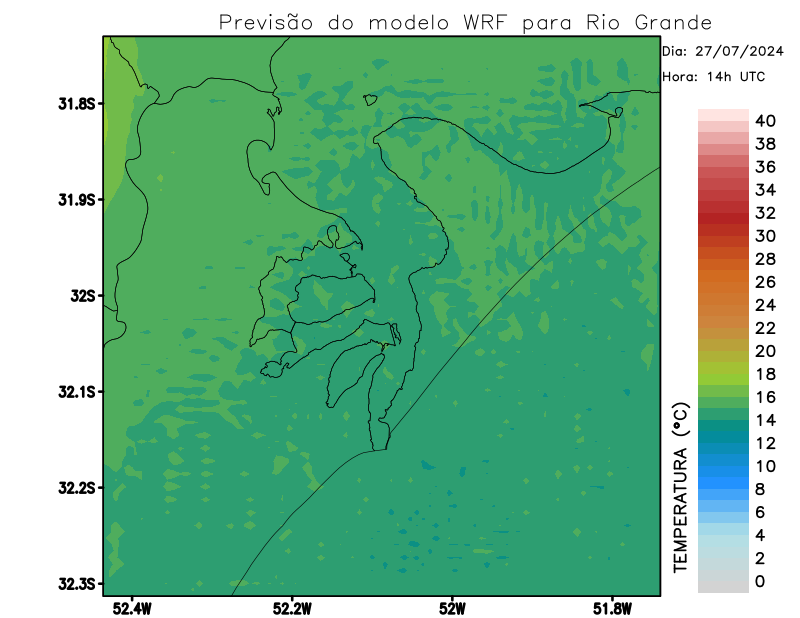 Previsão do modelo WRF para Rio Grande
Dia: 27/07/2024
Hora: 14h UTC
31.8S
31.9S
32S
32.1S
32.2S
32.3S
52.4W
52.2W
52W
51.8W
TEMPERATURA (°C)
40
38
36
34
32
30
28
26
24
22
20
18
16
14
12
10
8
6
4
2
0